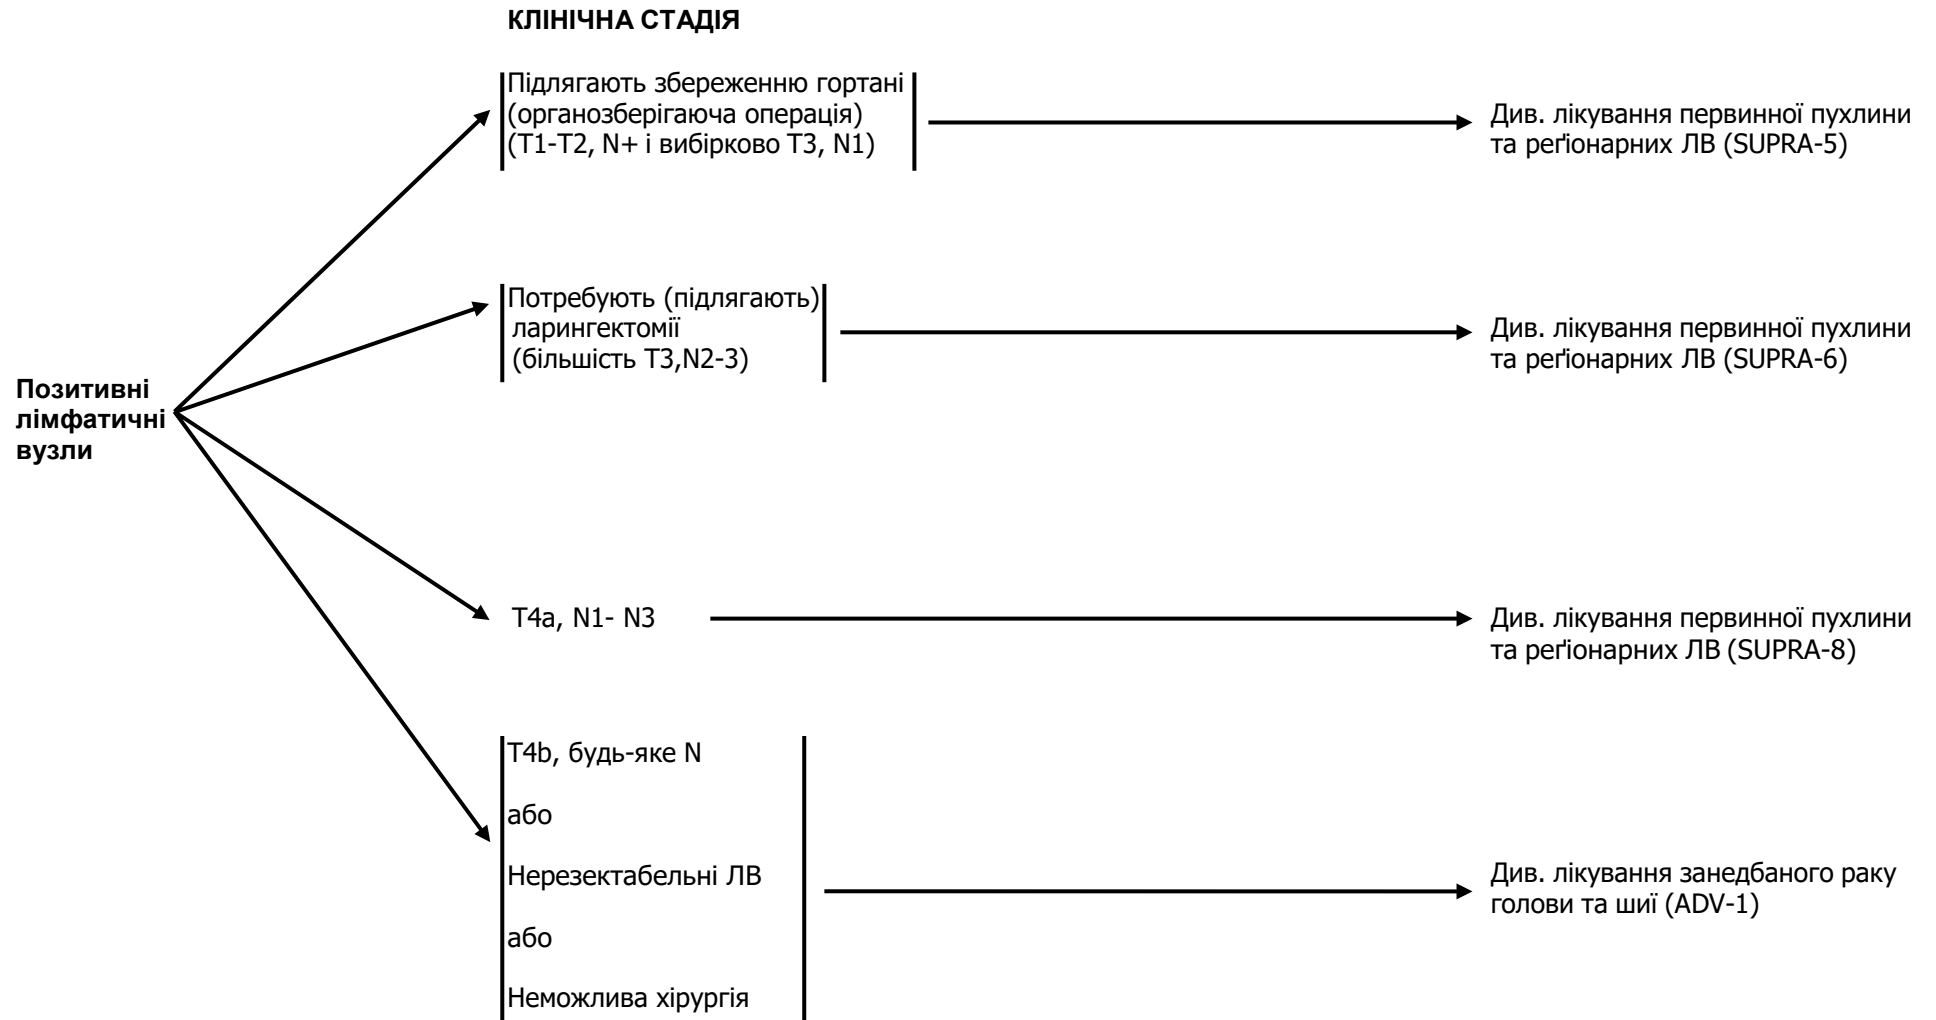 КЛІНІЧНА СТАДІЯ
Підлягають збереженню гортані
(органозберігаюча операція)
(T1-T2, N+ і вибірково T3, N1)
Див. лікування первинної пухлини
та реґіонарних ЛВ (SUPRA-5)
Потребують (підлягають)
ларингектомії
(більшість T3,N2-3)
Див. лікування первинної пухлини
та реґіонарних ЛВ (SUPRA-6)
Позитивні
лімфатичні
вузли
T4a, N1- N3
Див. лікування первинної пухлини
та реґіонарних ЛВ (SUPRA-8)
T4b, будь-яке N
або
Нерезектабельні ЛВ
або
Неможлива хірургія
Див. лікування занедбаного раку
голови та шиї (ADV-1)